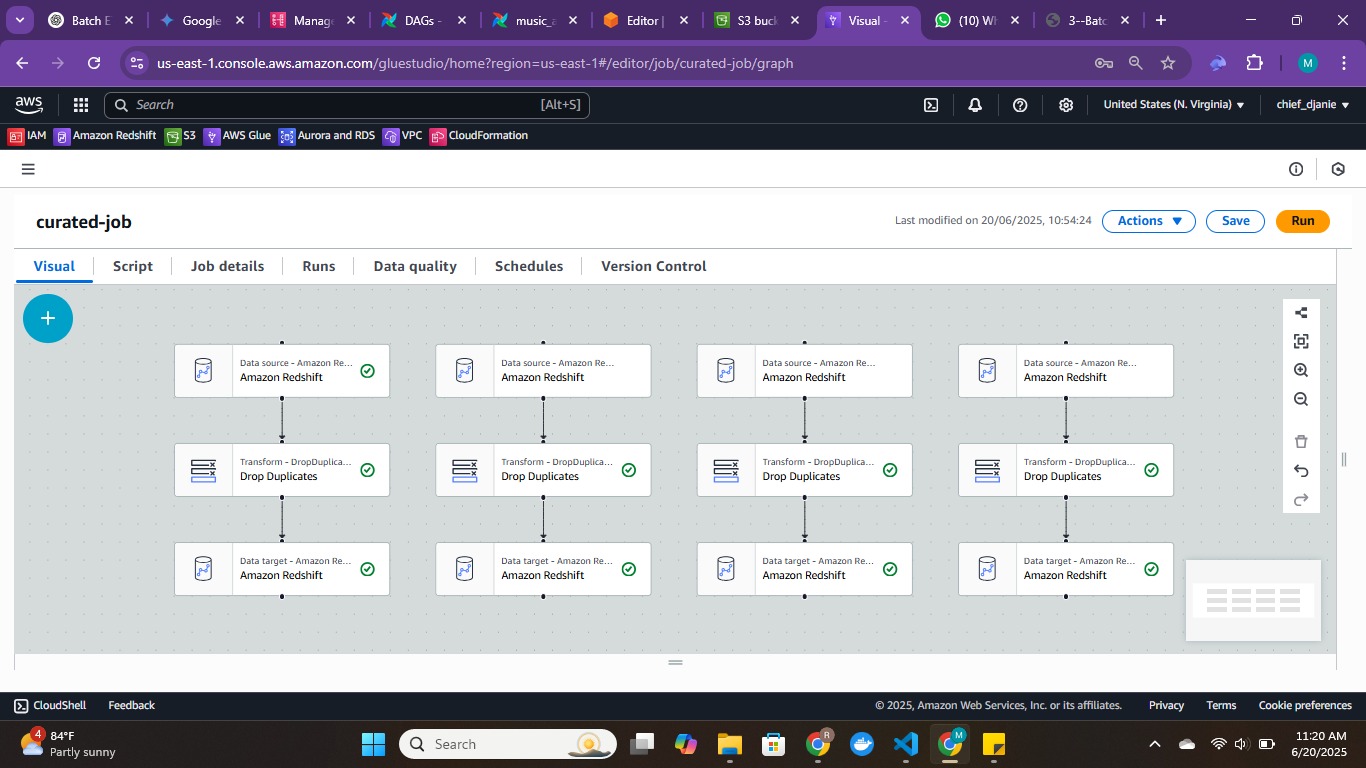 Batch E
Google
Manage
DAGs -
music_a
Editor |
S3 buc
Visual -
(10) Wh
3--Batc
us-east-1.console.aws.amazon.com/gluestudio/home?region=us-east-1#/editor/job/curated-job/graph
M
aws
Search
[Alt+S]
United States (N. Virginia)
chief_djanie
IAM
Amazon Redshift
S3
AWS Glue
Aurora and RDS
VPC
CloudFormation
curated-job
Last modified on 20/06/2025, 10:54:24
Actions
Save
Run
Visual
Script
Job details
Runs
Data quality
Schedules
Version Control
Data source - Amazon Re...
Amazon Redshift
Data source - Amazon Re...
Amazon Redshift
Data source - Amazon Re...
Amazon Redshift
Data source - Amazon Re...
Amazon Redshift
Transform - DropDuplica...
Drop Duplicates
Transform - DropDuplica...
Drop Duplicates
Transform - DropDuplica...
Drop Duplicates
Transform - DropDuplica...
Drop Duplicates
Data target - Amazon Re...
Amazon Redshift
Data target - Amazon Re...
Amazon Redshift
Data target - Amazon Re...
Amazon Redshift
Data target - Amazon Re...
Amazon Redshift
CloudShell
Feedback
© 2025, Amazon Web Services, Inc. or its affiliates.
Privacy
Terms
Cookie preferences
4
84°F
Partly sunny
Search
R
M
11:20 AM
6/20/2025